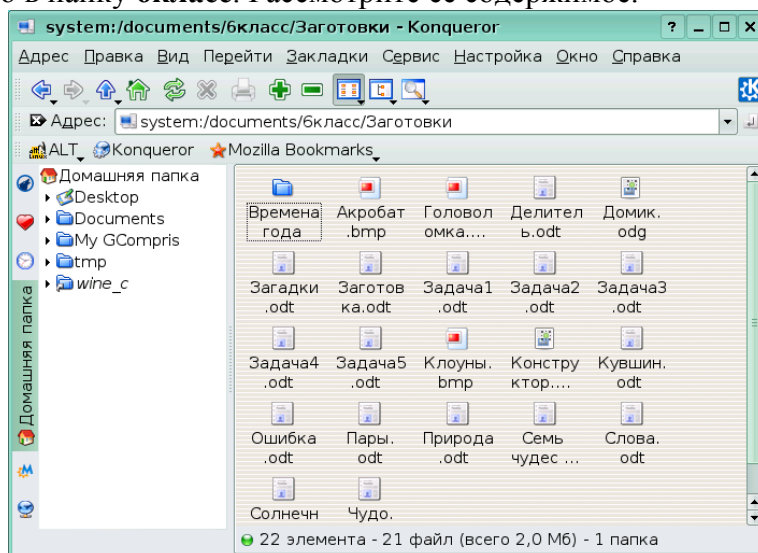 в папку 6класс. Рассмотрите ее содержимое.
system:/documents/6класс/Заготовки - Konqueror
Адрес Правка Вид Перейти Закладки Сервис Настройка Окно Справка
Адрес: system:/documents/6класс/Заготовки
ALT Konqueror Mozilla Bookmarks
Домашняя папка
Desktop
Documents
My GCompris
tmp
wine_c
Домашняя папка
Времена Акробат Головол Делител Домик.
года .bmp омка.... ь.odt odg
Загадки Заготов Задача1 Задача2 Задача3
.odt ка.odt .odt .odt .odt
Задача4 Задача5 Клоуны. Констру Кувшин.
.odt .odt bmp ктор.... odt
Ошибка Пары. Природа Семь Слова.
.odt odt .odt чудес ... odt
Солнечн Чудо.
22 элемента - 21 файл (всего 2,0 Мб) - 1 папка